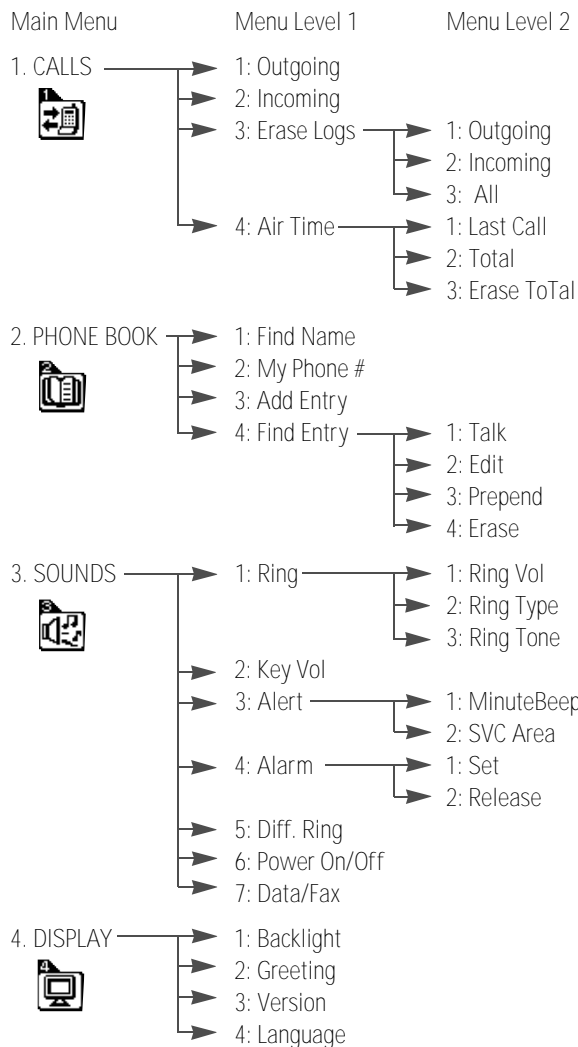 Main Menu Menu Level 1 Menu Level 2
1. CALLS 1: Outgoing
2: Incoming
3: Erase Logs 1: Outgoing
2: Incoming
3: All
4: Air Time 1: Last Call
2: Total
3: Erase ToTal
2. PHONE BOOK 1: Find Name
2: My Phone #
3: Add Entry
4: Find Entry 1: Talk
2: Edit
3: Prepend
4: Erase
3. SOUNDS 1: Ring 1: Ring Vol
2: Ring Type
3: Ring Tone
2: Key Vol
3: Alert 1: MinuteBeep
2: SVC Area
4: Alarm 1: Set
2: Release
5: Diff. Ring
6: Power On/Off
7: Data/Fax
4. DISPLAY 1: Backlight
2: Greeting
3: Version
4: Language